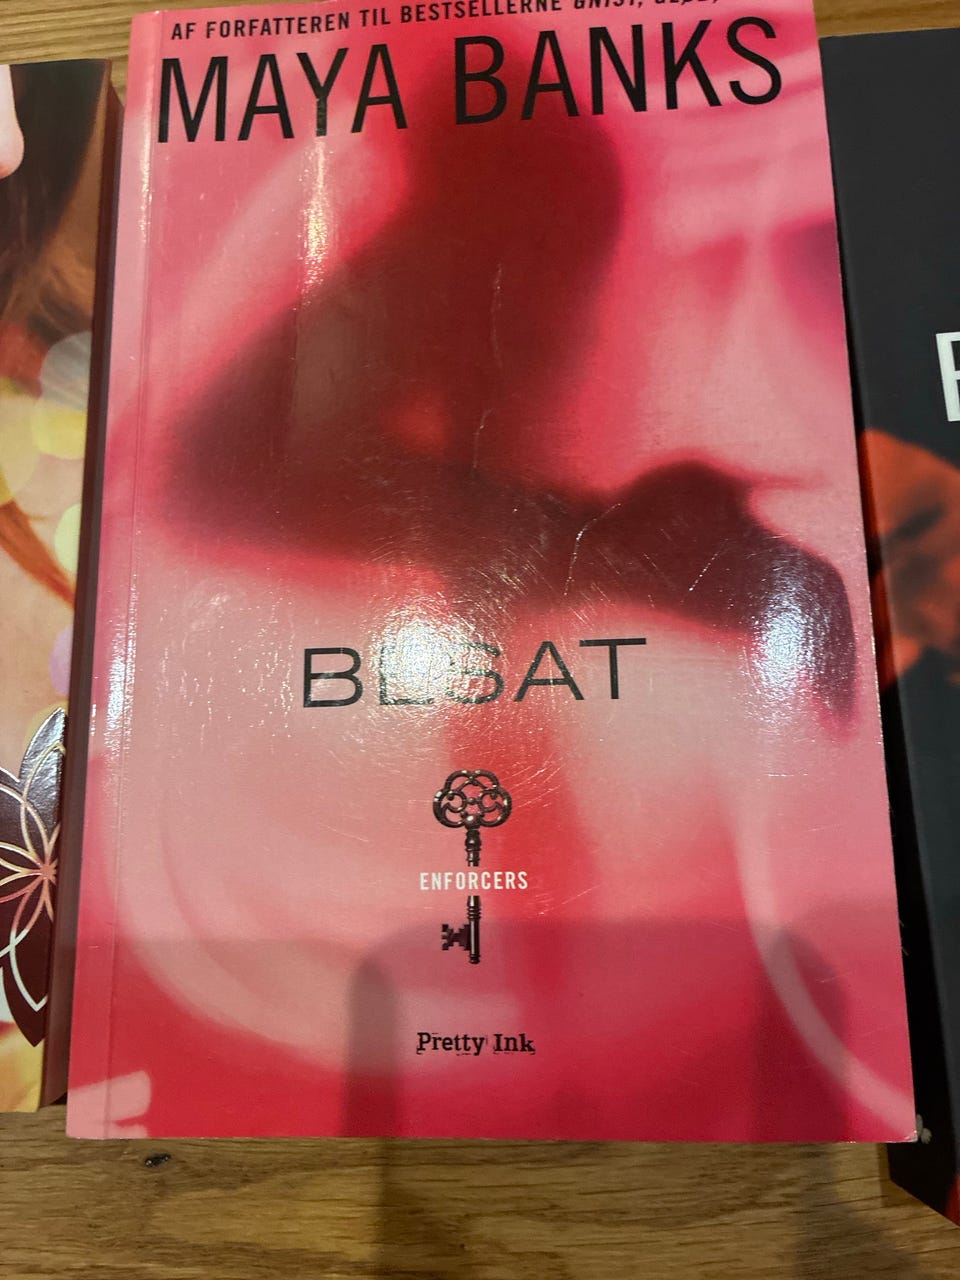 AF FORFATTEREN TIL BESTSELLERNE GNIST,
MAYA BANKS
BESAT
ENFORCERS
Pretty Ink